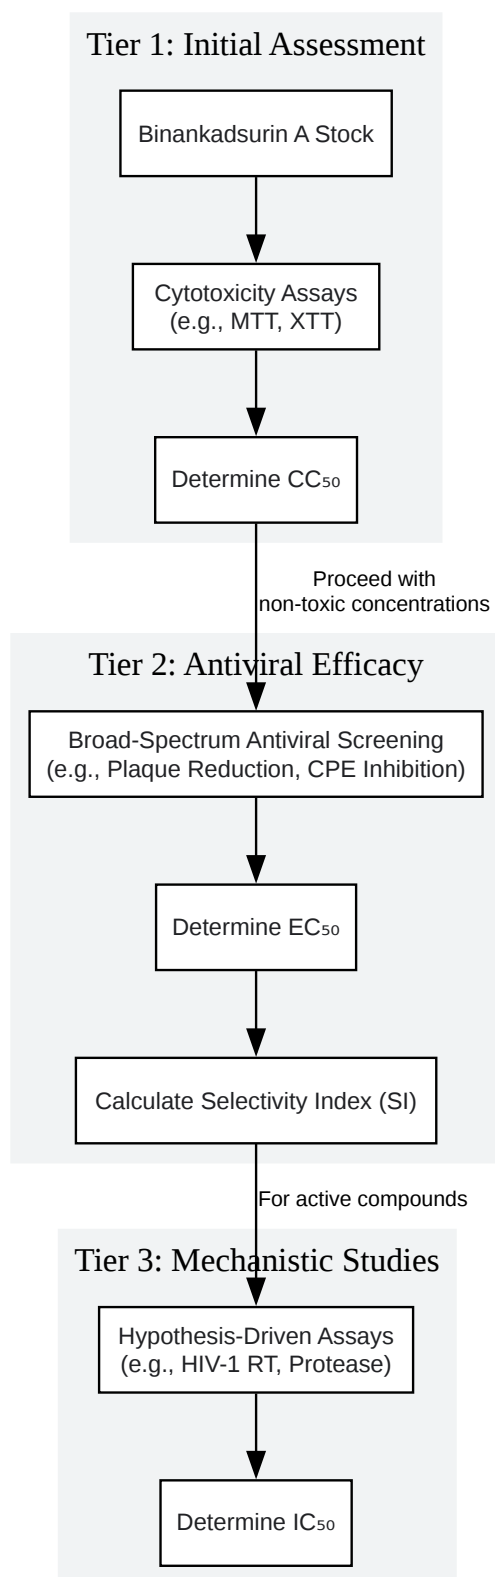 Tier 1: Initial Assessment
Binankadsurin A Stock
Cytotoxicity Assays
(e.g., MTT, XTT)
Determine CC₅₀
Proceed with
non-toxic concentrations
Tier 2: Antiviral Efficacy
Broad-Spectrum Antiviral Screening
(e.g., Plaque Reduction, CPE Inhibition)
Determine EC₅₀
Calculate Selectivity Index (SI)
For active compounds
Tier 3: Mechanistic Studies
Hypothesis-Driven Assays
(e.g., HIV-1 RT, Protease)
Determine IC₅₀